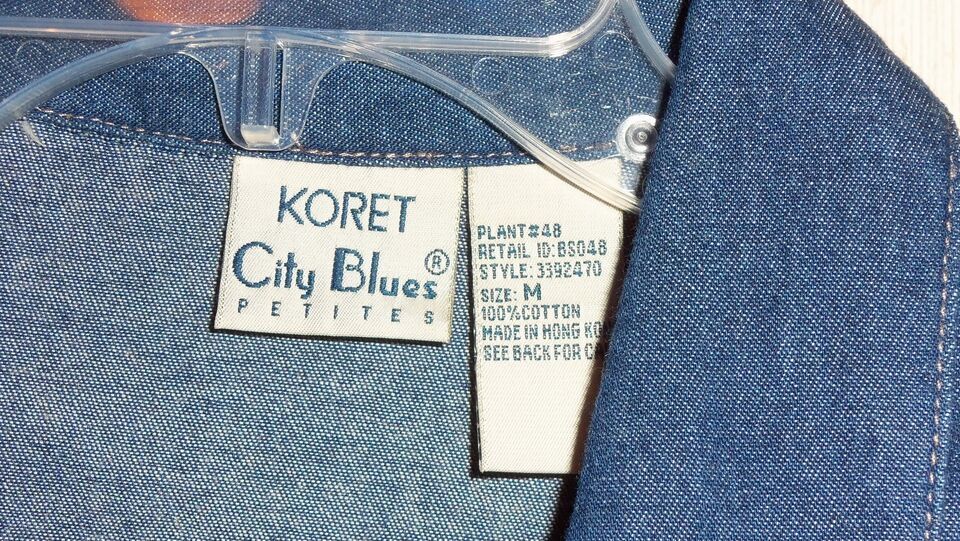 KORET
City Blues®
PETITES
PLANT#48
RETAIL ID:BS048
STYLE: 3392470
SIZE: M
100%COTTON
MADE IN HONG
SEE BACK FOR